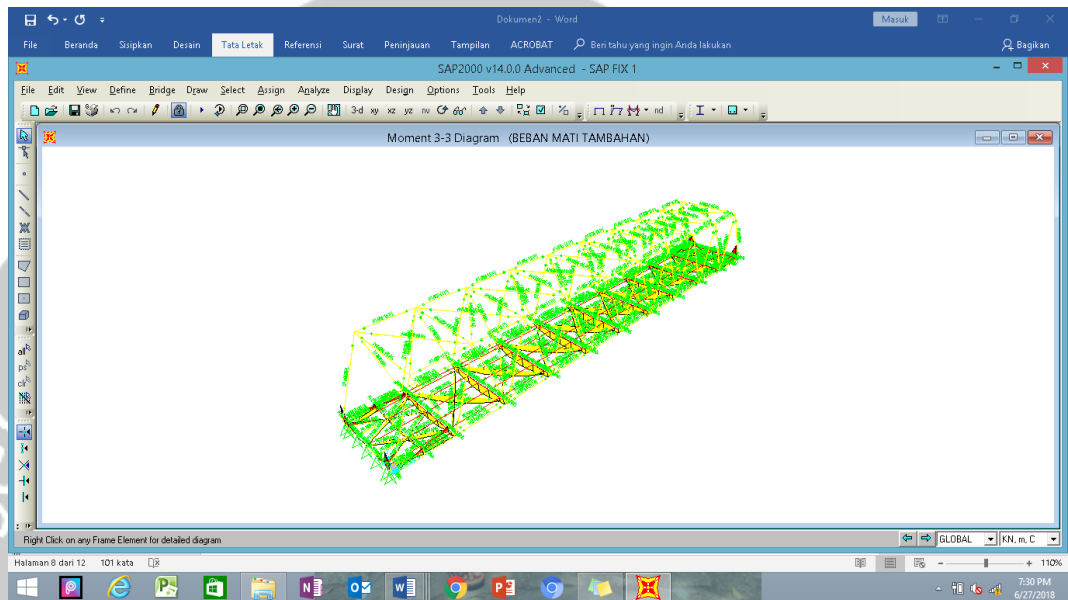 Dokumen2 - Word
Masuk
File Beranda Sisipkan Desain Tata Letak Referensi Surat Peninjauan Tampilan ACROBAT Beri tahu yang ingin Anda lakukan Bagikan
SAP2000 v14.0.0 Advanced - SAP FIX 1
File Edit View Define Bridge Draw Select Assign Analyze Display Design Options Tools Help
3-d xy xz yz nv nd
Moment 3-3 Diagram (BEBAN MATI TAMBAHAN)
all
ps
clr
Right Click on any Frame Element for detailed diagram
GLOBAL
KN, m, C
Halaman 8 dari 12 101 kata
110%
7:30 PM
6/27/2018